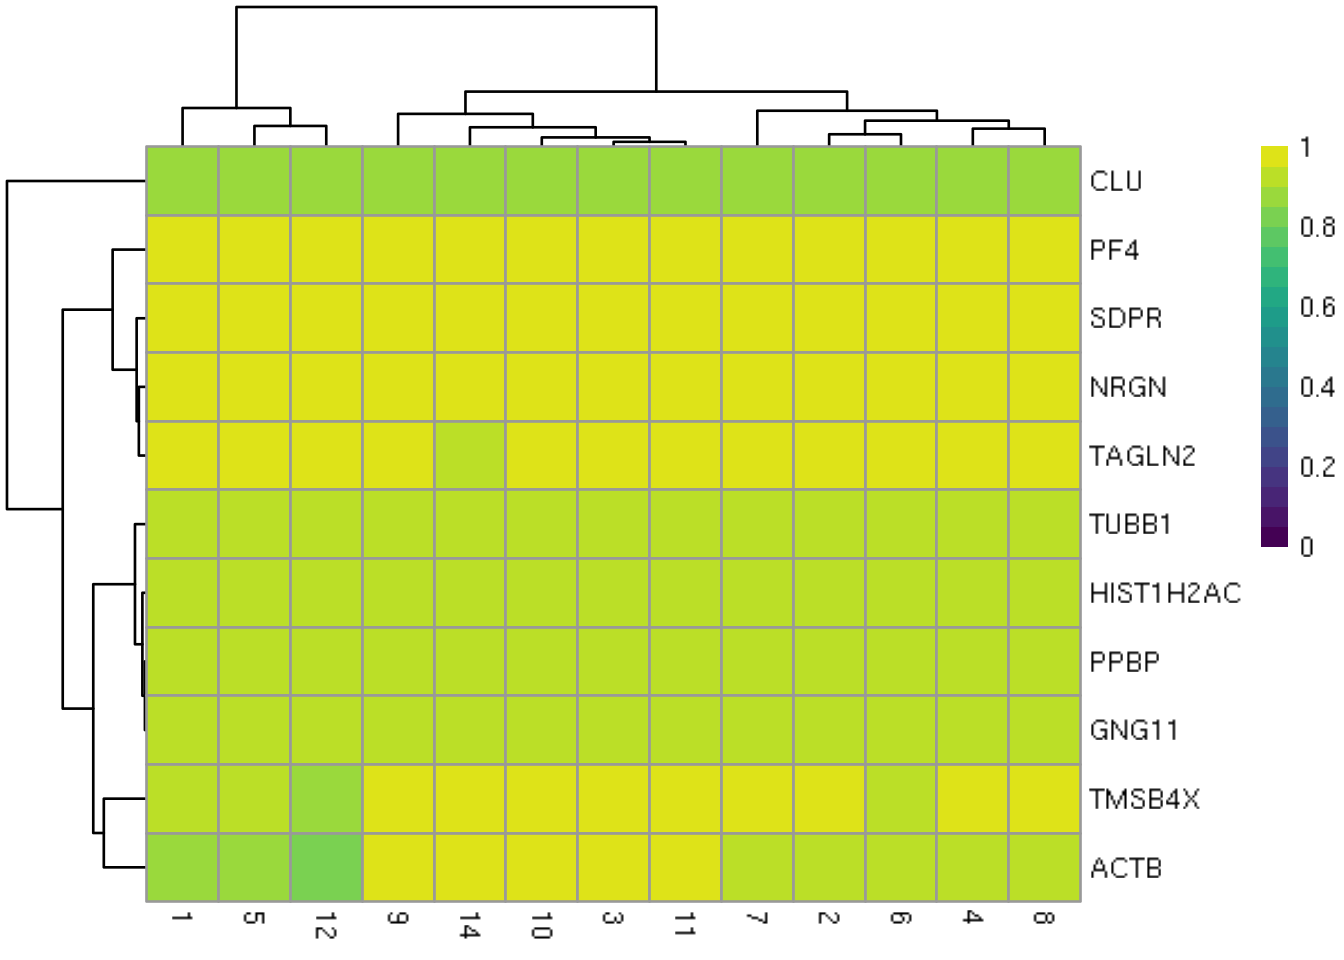 CLU
PF4
SDPR
NRGN
TAGLN2
TUBB1
HIST1H2AC
PPBP
GNG11
TMSB4X
ACTB
1 5 12 9 14 10 3 11 7 2 6 4 8
1
0.8
0.6
0.4
0.2
0